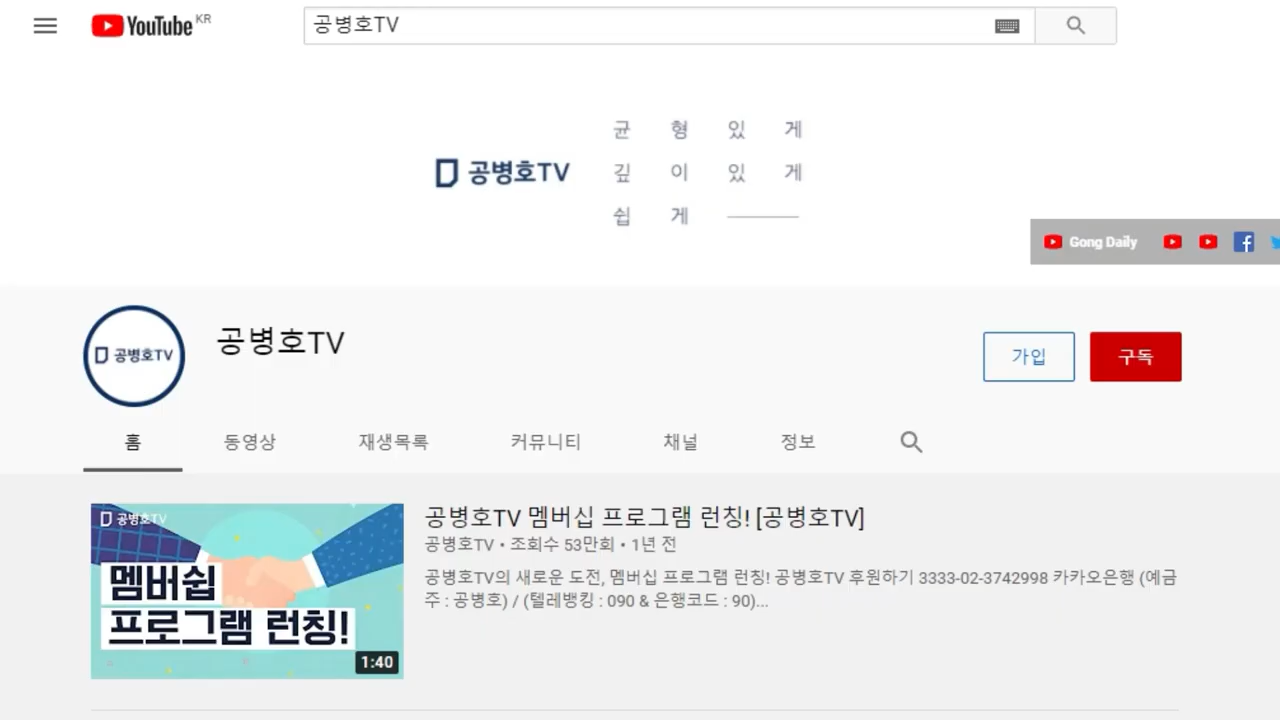 YouTube KR
공병호TV
균 형 있 게
공병호TV
깊 이 있 게
쉽 게
Gong Daily
공병호TV
공병호TV
가입
구독
홈
동영상
재생목록
커뮤니티
채널
정보
공병호TV
멤버쉽
프로그램 런칭!
1:40
공병호TV 멤버십 프로그램 런칭! [공병호TV]
공병호TV • 조회수 53만회 • 1년 전
공병호TV의 새로운 도전, 멤버십 프로그램 런칭! 공병호TV 후원하기 3333-02-3742998 카카오은행 (예금
주 : 공병호) / (텔레뱅킹 : 090 & 은행코드 : 90)...